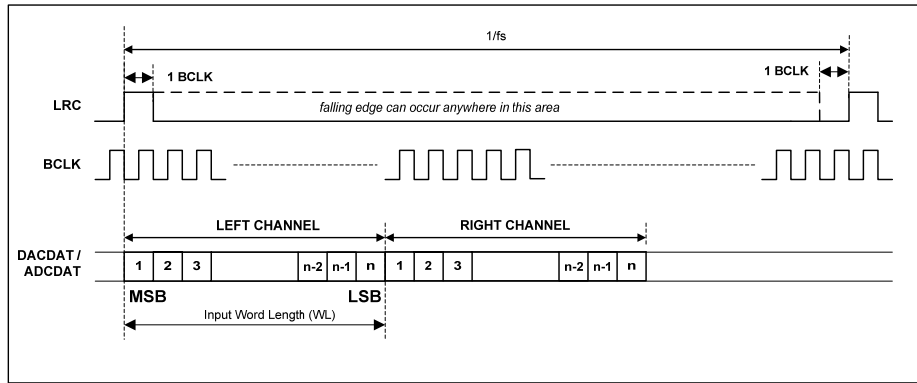 1/fs
1 BCLK
1 BCLK
LRC
falling edge can occur anywhere in this area
BCLK
LEFT CHANNEL
RIGHT CHANNEL
DACDAT /
ADCDAT
1 2 3 n-2 n-1 n 1 2 3 n-2 n-1 n
MSB
LSB
Input Word Length (WL)